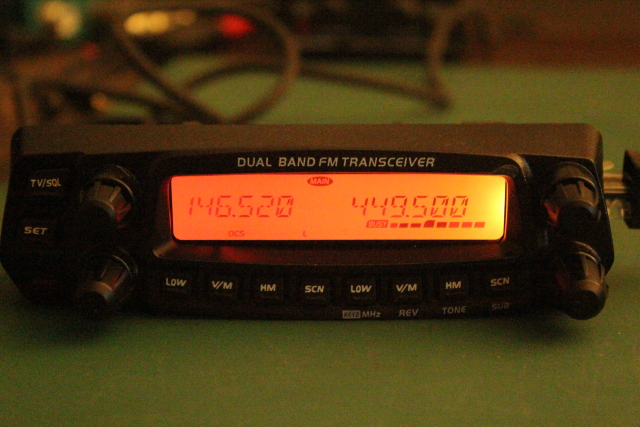 DUAL BAND FM TRANSCEIVER
TV/SQL
SET
MAIN
146.520 449.500
BUSY
DCS L
LOW V/M HM SCN LOW V/M HM SCN
KEY2 MHz REV TONE SUB